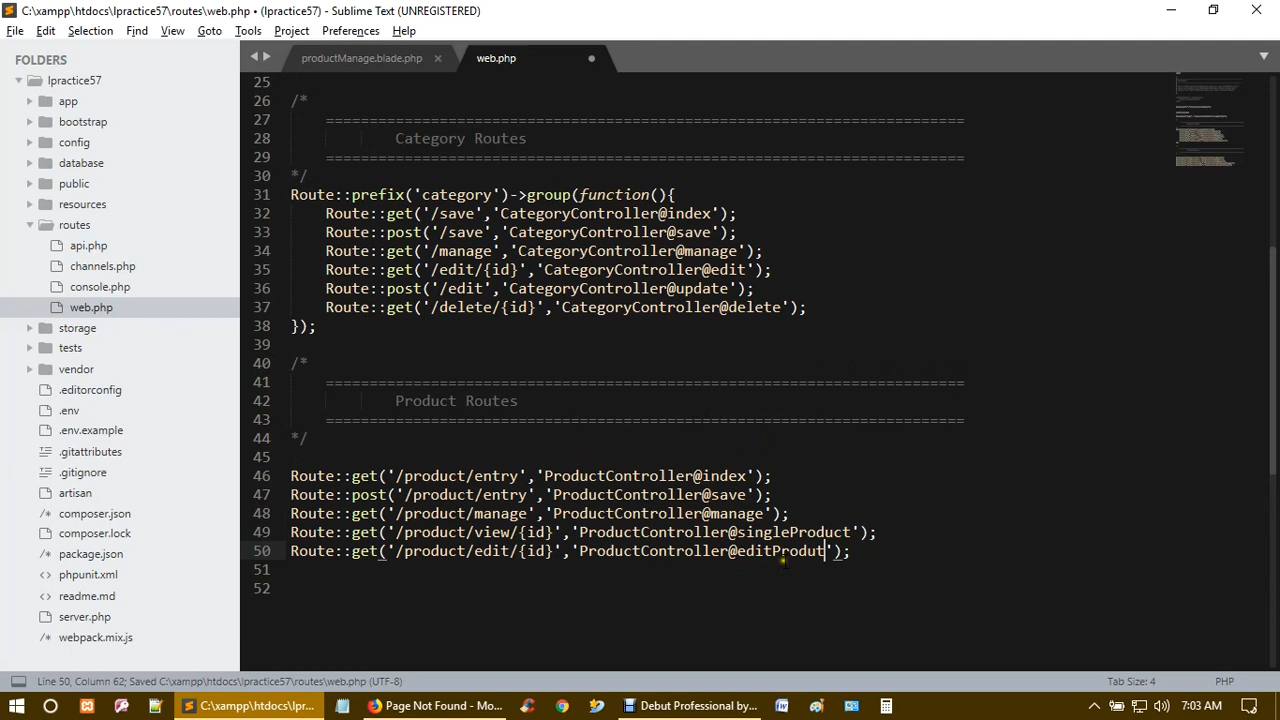 C:\xampp\htdocs\lpractice57\routes\web.php • (lpractice57) - Sublime Text (UNREGISTERED)
File Edit Selection Find View Goto Tools Project Preferences Help
FOLDERS
lpractice57
app
bootstrap
config
database
public
resources
routes
api.php
channels.php
console.php
web.php
storage
tests
vendor
.editorconfig
.env
.env.example
.gitattributes
.gitignore
artisan
composer.json
composer.lock
package.json
phpunit.xml
readme.md
server.php
webpack.mix.js
productManage.blade.php web.php
25
26 /*
27 =========================================================================
28 Category Routes
29 =========================================================================
30 */
31 Route::prefix('category')->group(function(){
32 Route::get('/save','CategoryController@index');
33 Route::post('/save','CategoryController@save');
34 Route::get('/manage','CategoryController@manage');
35 Route::get('/edit/{id}','CategoryController@edit');
36 Route::post('/edit','CategoryController@update');
37 Route::get('/delete/{id}','CategoryController@delete');
38 });
39
40 /*
41 =========================================================================
42 Product Routes
43 =========================================================================
44 */
45
46 Route::get('/product/entry','ProductController@index');
47 Route::post('/product/entry','ProductController@save');
48 Route::get('/product/manage','ProductController@manage');
49 Route::get('/product/view/{id}','ProductController@singleProduct');
50 Route::get('/product/edit/{id}','ProductController@editProdut');
51
52
Line 50, Column 62; Saved C:\xampp\htdocs\lpractice57\routes\web.php (UTF-8) Tab Size: 4 PHP
C:\xampp\htdocs\lpr... Page Not Found - Mo... Debut Professional by... 7:03 AM